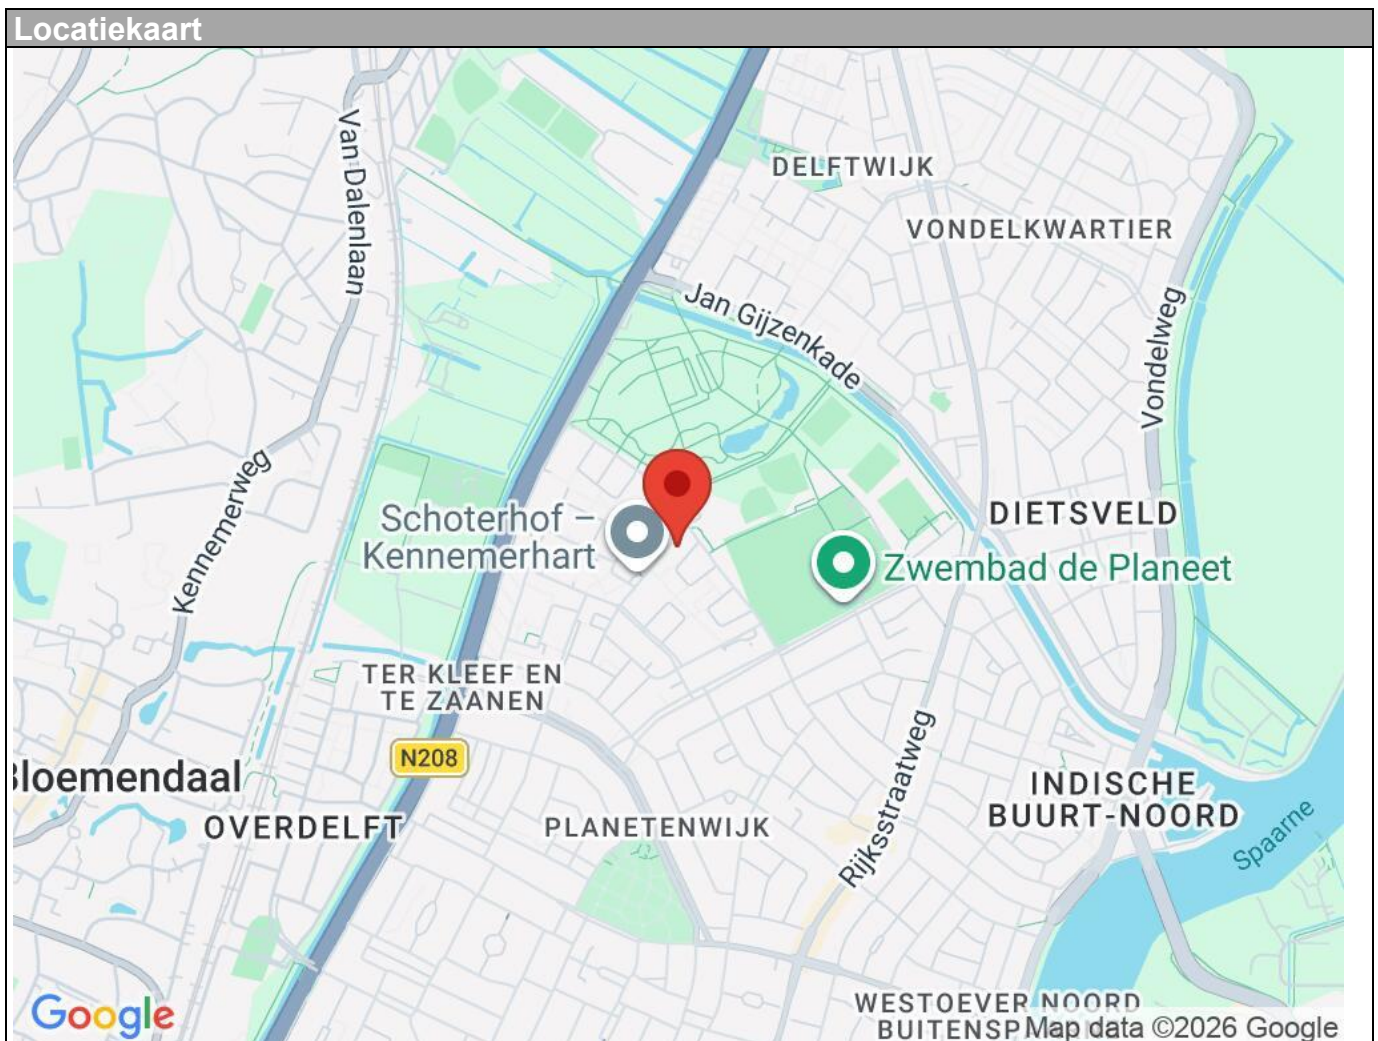 Locatiekaart
DELFTWIJK
VONDELKWARTIER
Van Dalenlaan
Jan Gijzenkade
Vondelweg
Kennemerweg
Schoterhof –
Kennemerhart
DIETSVELD
Zwembad de Planeet
TER KLEEF EN
TE ZAANEN
N208
Rijksstraatweg
Bloemendaal
OVERDELFT
PLANETENWIJK
INDISCHE
BUURT-NOORD
Spaarne
WESTOEVER NOORD
Google
Map data ©2026 Google